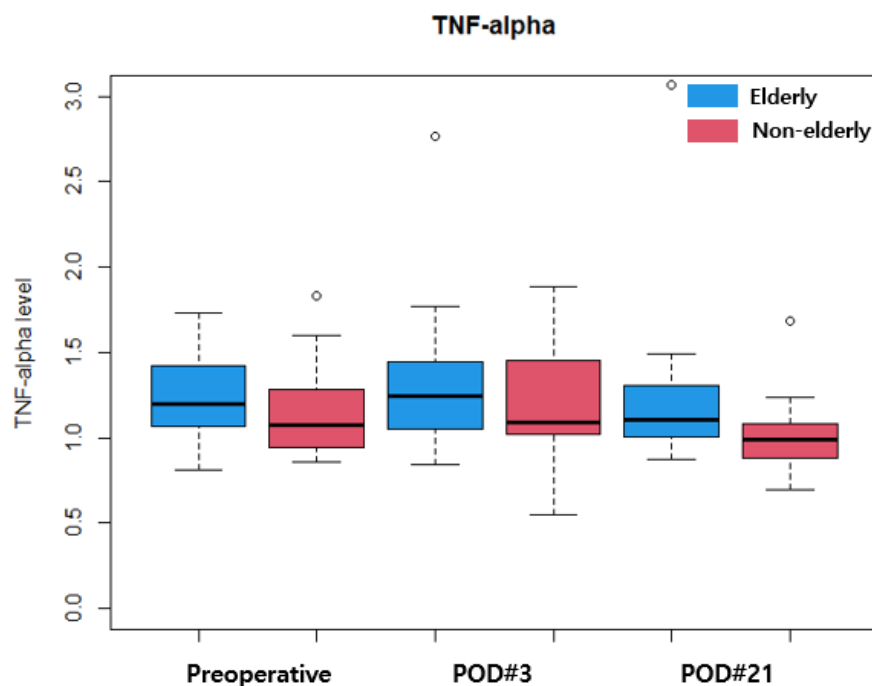 TNF-alpha
Elderly
Non-elderly
3.0
2.5
2.0
1.5
1.0
0.5
0.0
TNF-alpha level
Preoperative POD#3 POD#21